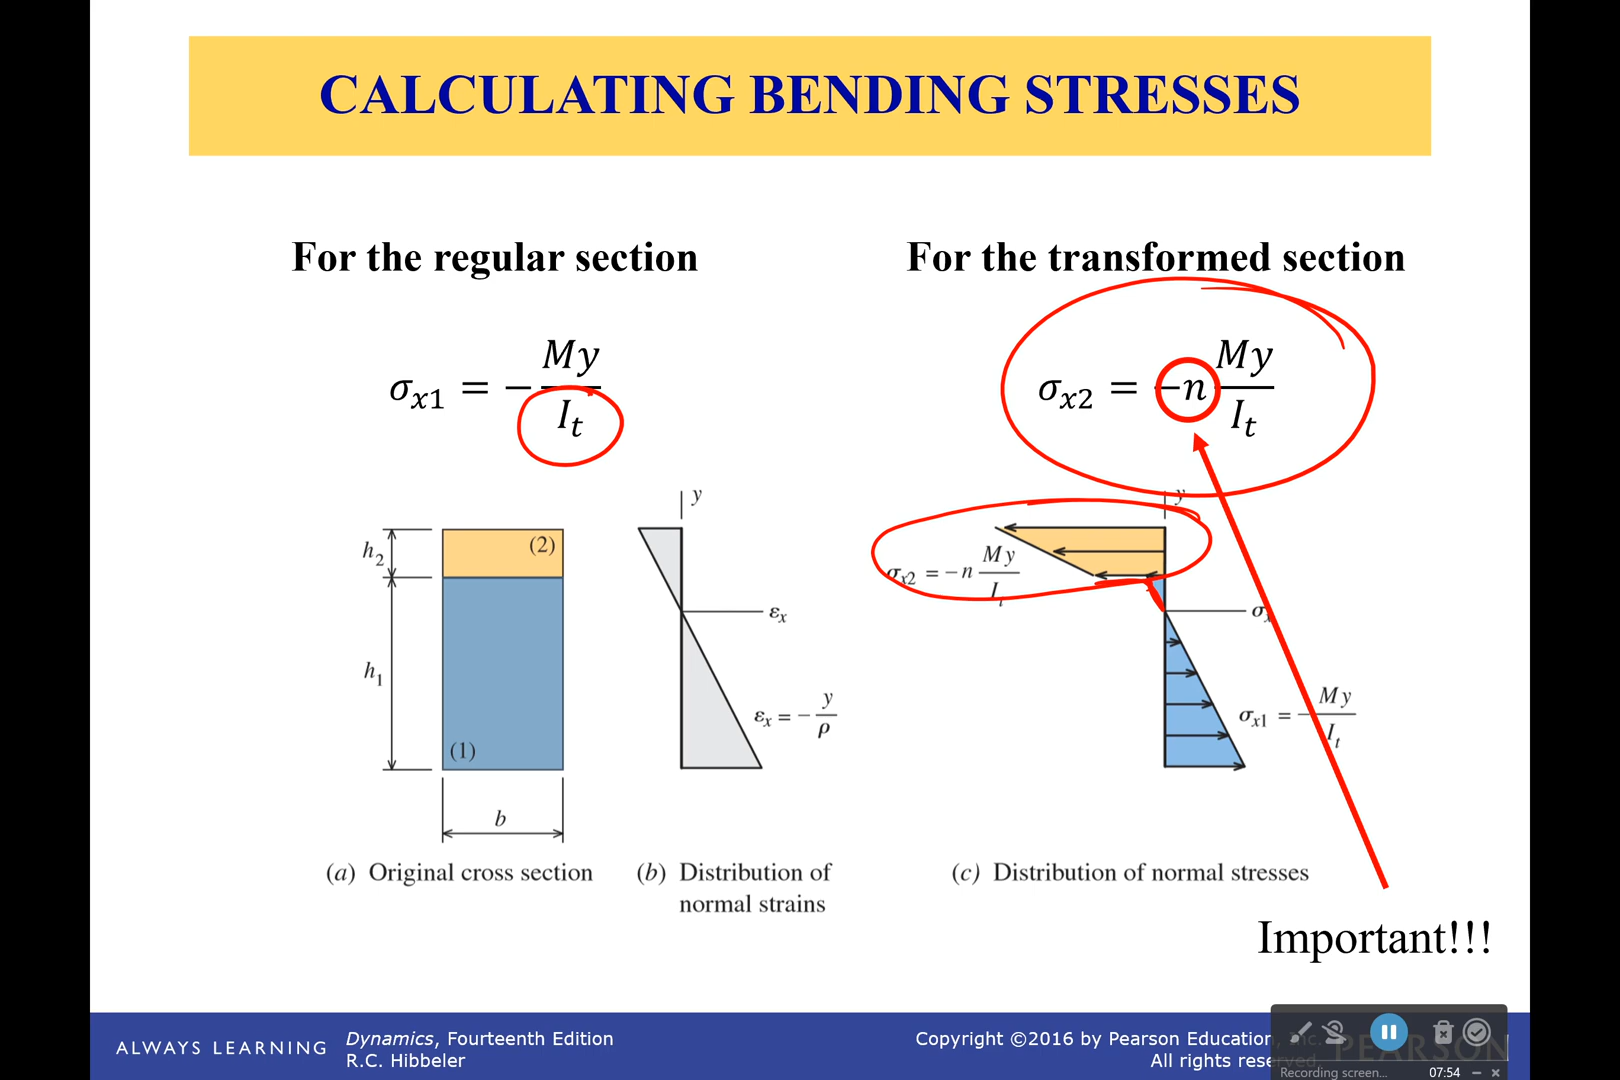 CALCULATING BENDING STRESSES
For the regular section
For the transformed section
σx1 = − My / It
σx2 = −n My / It
h2
(2)
h1
(1)
b
y
εx
εx = − y / ρ
y
σx2 = −n My / It
σx
σx1 = − My / It
(a) Original cross section
(b) Distribution of
normal strains
(c) Distribution of normal stresses
Important!!!
ALWAYS LEARNING
Dynamics, Fourteenth Edition
R.C. Hibbeler
Copyright ©2016 by Pearson Education, Inc.
All rights reserved.
PEARSON
Recording screen...
07:54